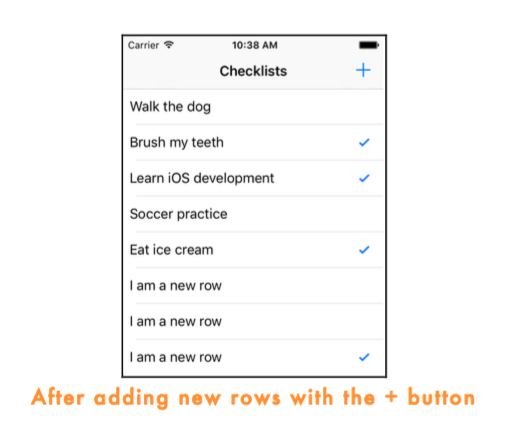 Carrier 10:38 AM
Checklists +
Walk the dog
Brush my teeth
Learn iOS development
Soccer practice
Eat ice cream
I am a new row
I am a new row
I am a new row
After adding new rows with the + button